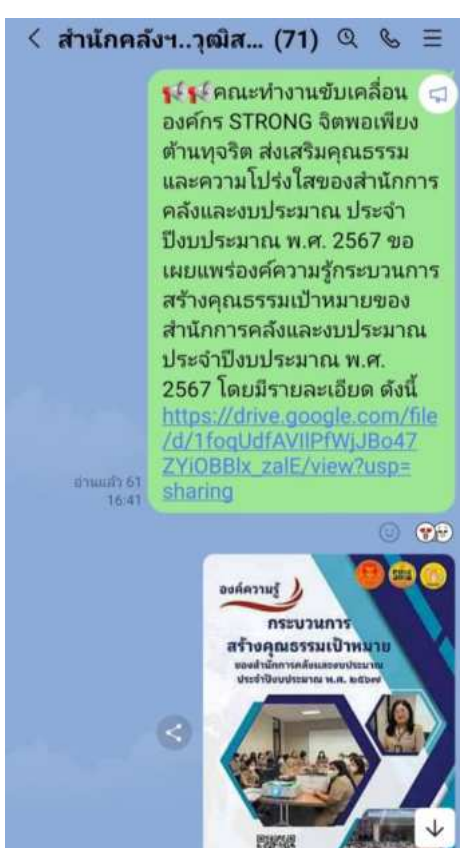 สำนักคลังฯ..วุฒิส... (71)
📢📢คณะทำงานขับเคลื่อน
องค์กร STRONG จิตพอเพียง
ต้านทุจริต ส่งเสริมคุณธรรม
และความโปร่งใสของสำนักการ
คลังและงบประมาณ ประจำ
ปีงบประมาณ พ.ศ. 2567 ขอ
เผยแพร่องค์ความรู้กระบวนการ
สร้างคุณธรรมเป้าหมายของ
สำนักการคลังและงบประมาณ
ประจำปีงบประมาณ พ.ศ.
2567 โดยมีรายละเอียด ดังนี้
https://drive.google.com/file
/d/1foqUdfAVIlPfWjJBo47
ZYiOBBlx_zalE/view?usp=
sharing
อ่านแล้ว 61
16:41
องค์ความรู้
กระบวนการ
สร้างคุณธรรมเป้าหมาย
ของสำนักการคลังและงบประมาณ
ประจำปีงบประมาณ พ.ศ. ๒๕๖๗